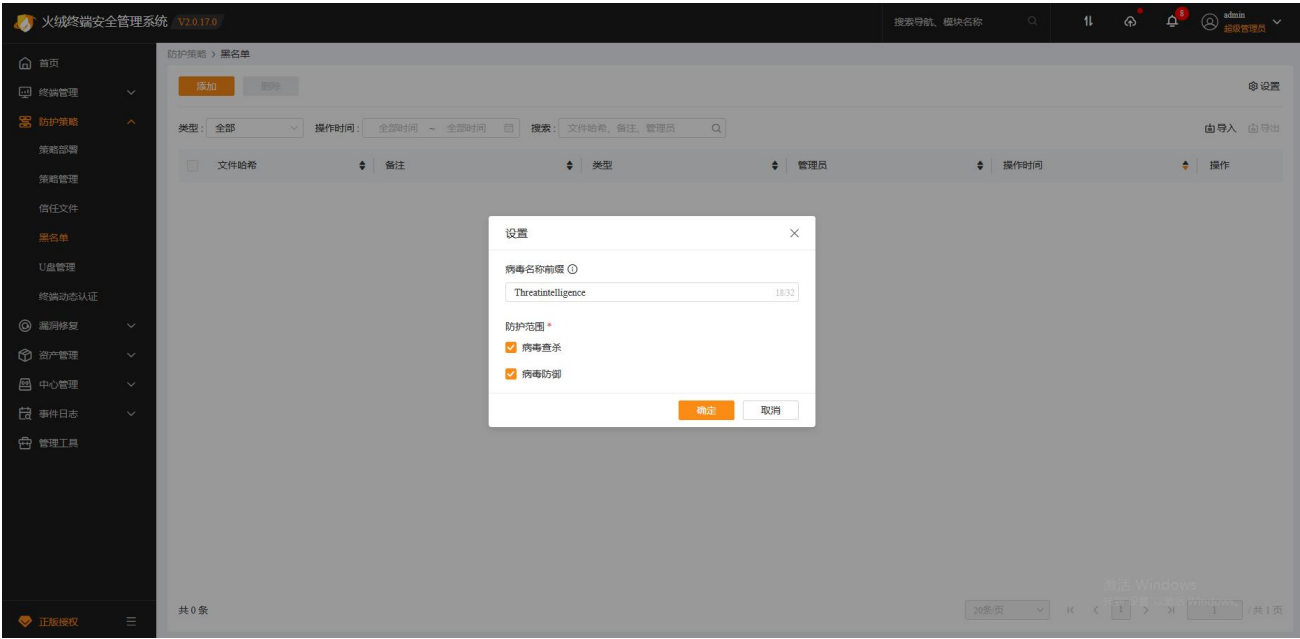 火绒终端安全管理系统 V2.0.17.0
搜索导航、模块名称
8
admin
超级管理员
首页
终端管理
防护策略
策略部署
策略管理
信任文件
黑名单
U盘管理
终端动态认证
漏洞修复
资产管理
中心管理
事件日志
管理工具
正版授权
防护策略 > 黑名单
添加 删除 设置
类型: 全部 操作时间: 全部时间 ~ 全部时间 搜索: 文件哈希、备注、管理员 导入 导出
文件哈希 备注 类型 管理员 操作时间 操作
设置
病毒名称前缀
Threatintelligence 18/32
防护范围 *
病毒查杀
病毒防御
确定 取消
激活 Windows
共 0 条 20条/页 1 1 / 共 1 页